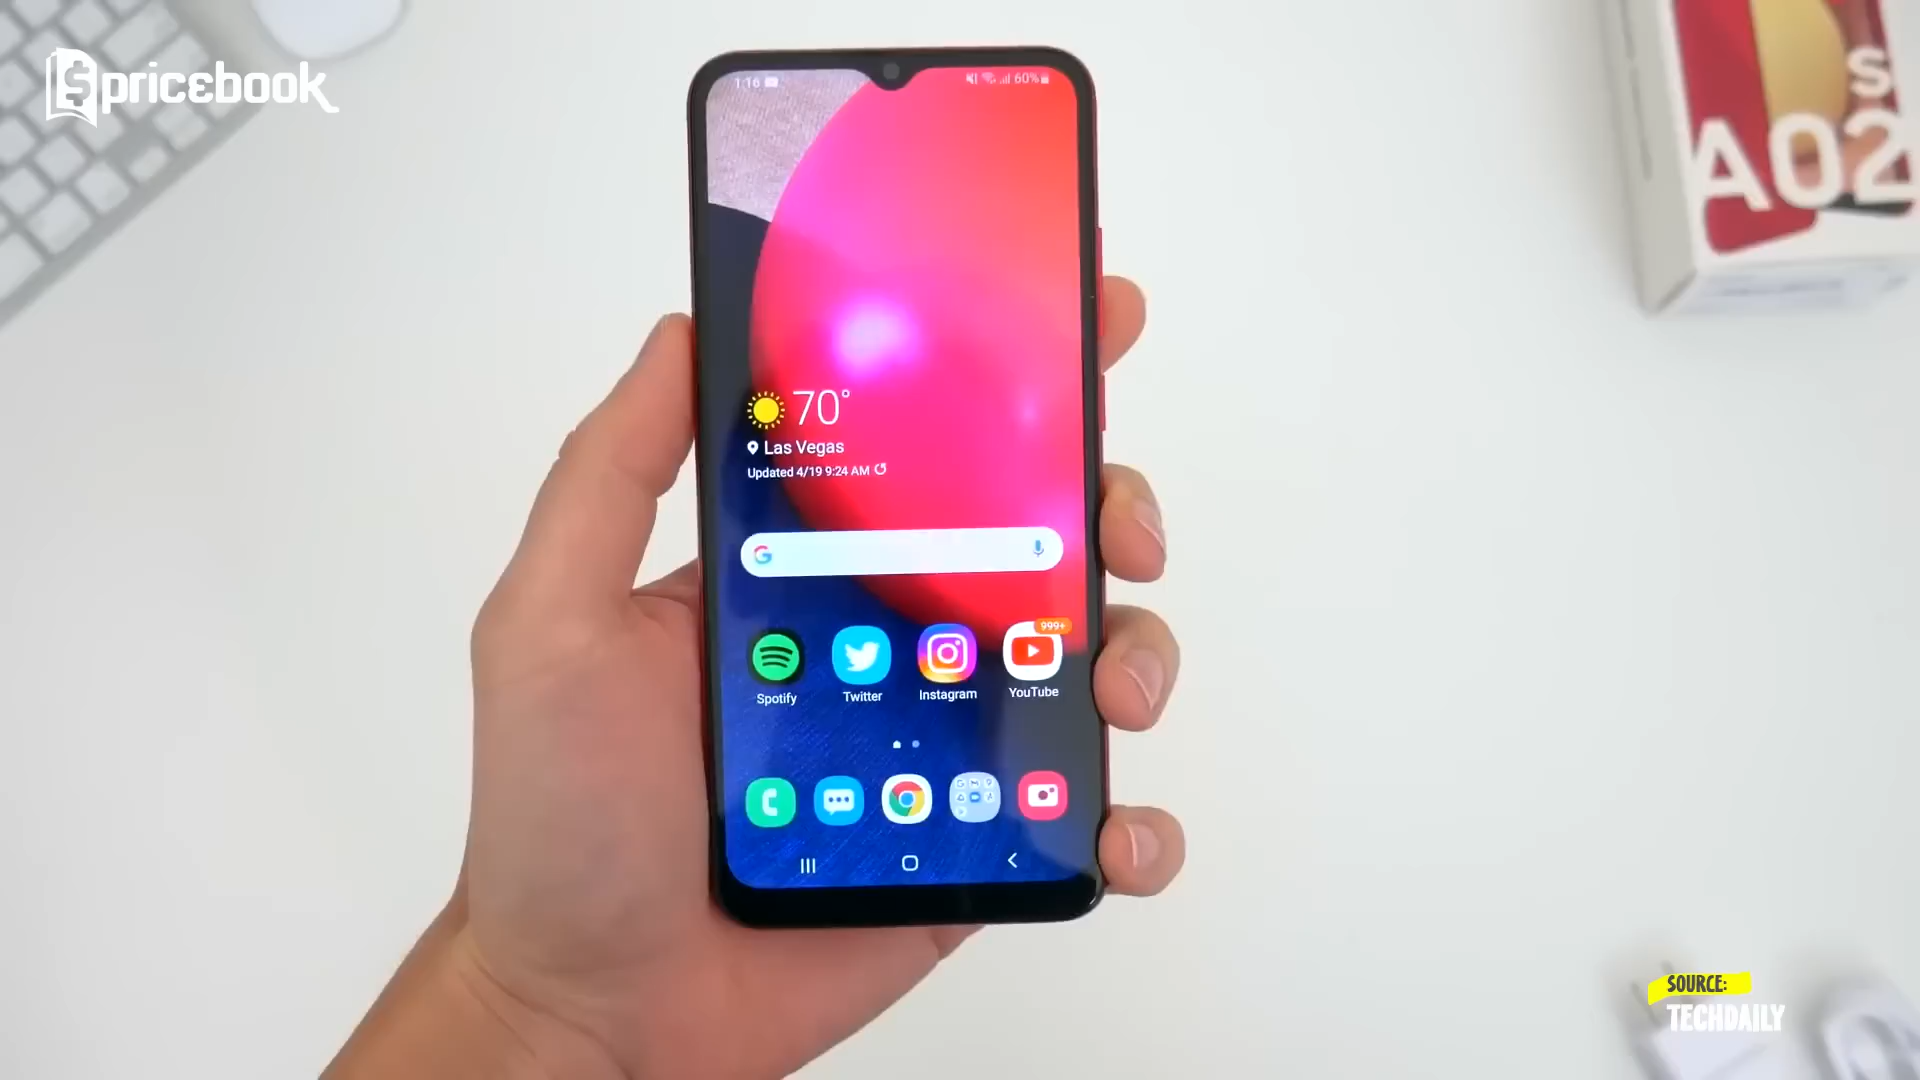 pricebook
1:16
60%
S
A02
70°
Las Vegas
Updated 4/19 9:24 AM
999+
Spotify
Twitter
Instagram
YouTube
SOURCE:
TECHDAILY